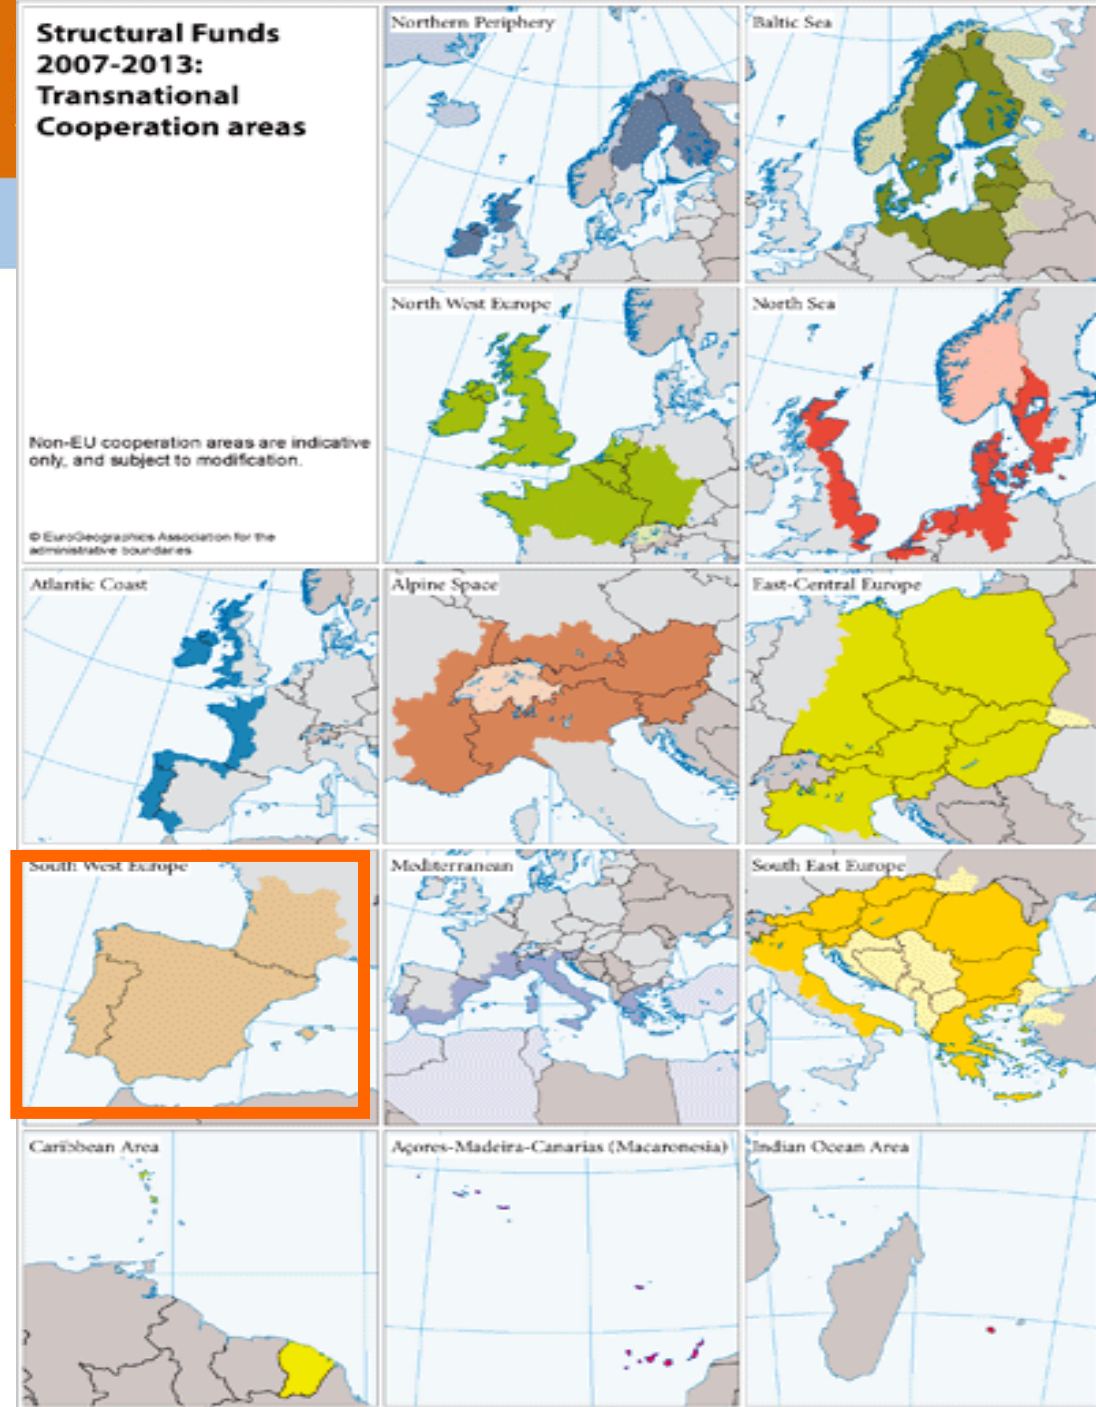 Structural Funds
2007-2013:
Transnational
Cooperation areas
Non-EU cooperation areas are indicative
only, and subject to modification.
© EuroGeographics Association for the
administrative boundaries
Northern Periphery
Baltic Sea
North West Europe
North Sea
Atlantic Coast
Alpine Space
East-Central Europe
South West Europe
Mediterranean
South East Europe
Caribbean Area
Açores-Madeira-Canarias (Macaronesia)
Indian Ocean Area